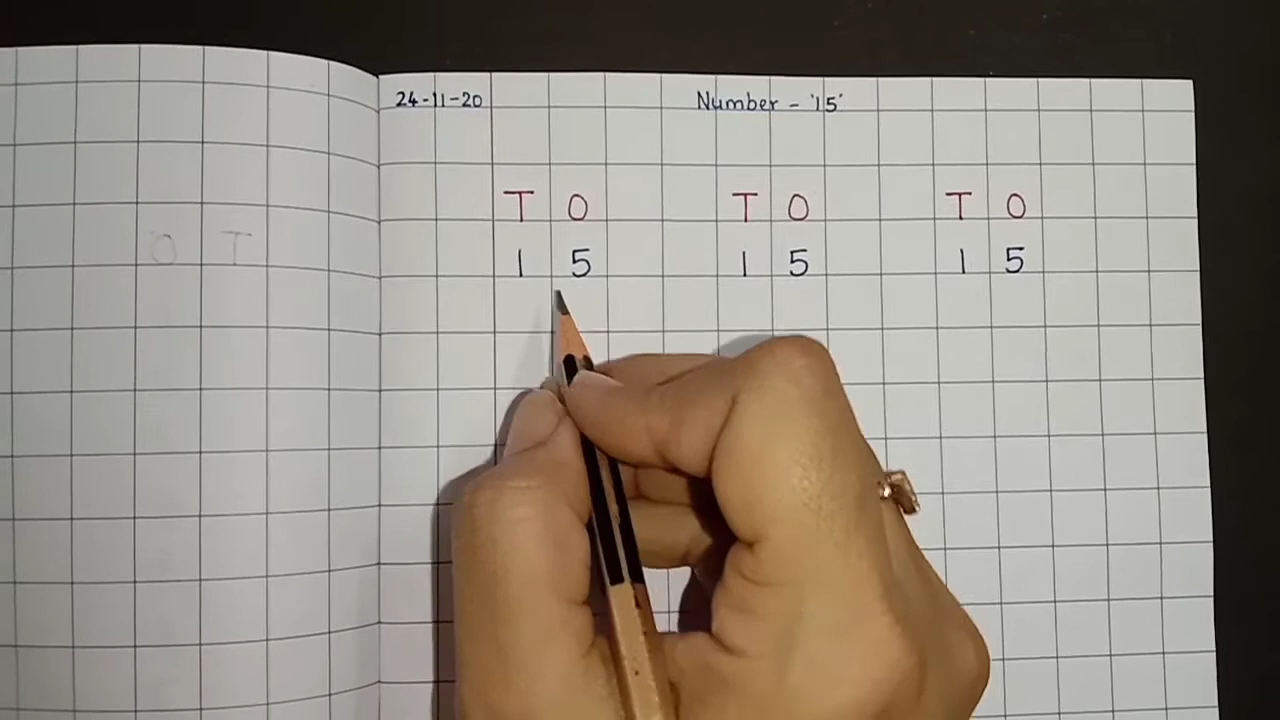 24-11-20 Number - '15'
T O T O T O
1 5 1 5 1 5
O T